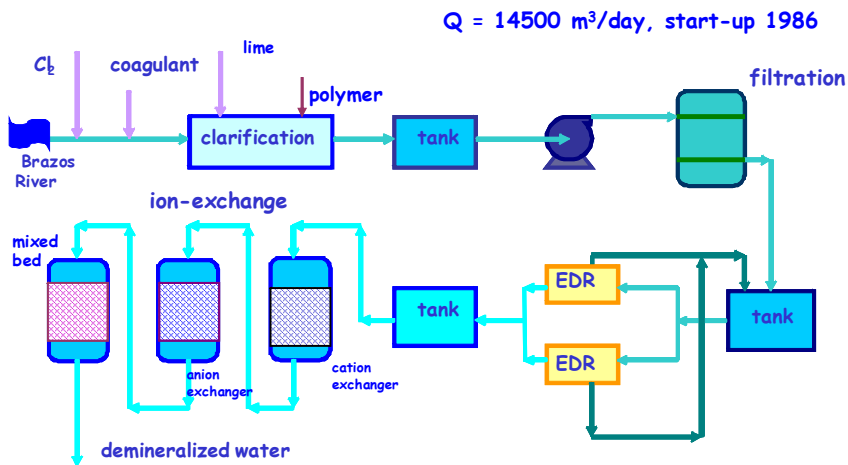 Q = 14500 m³/day, start-up 1986
Cl2
coagulant
lime
polymer
filtration
clarification
tank
Brazos
River
ion-exchange
mixed
bed
EDR
tank
tank
EDR
anion
exchanger
cation
exchanger
demineralized water